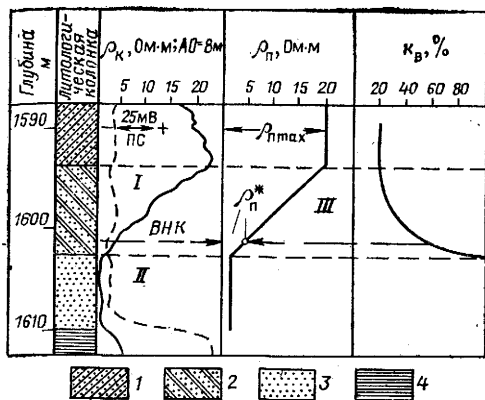 Глубина м
Литологическая колонка
ρк, Ом·м; АО=8м
5 10 15 20
ρп, Ом·м
5 10 15 20
кв, %
20 40 60 80
1590
1600
1610
25мВ
- +
ПС
ρп max
I
ρп*
III
ВНК
II
1 2 3 4